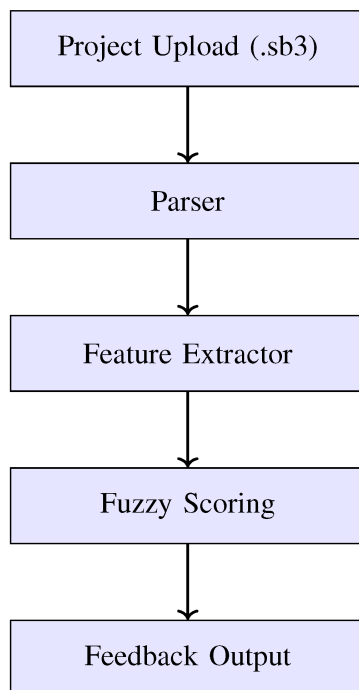 Project Upload (.sb3)
Parser
Feature Extractor
Fuzzy Scoring
Feedback Output